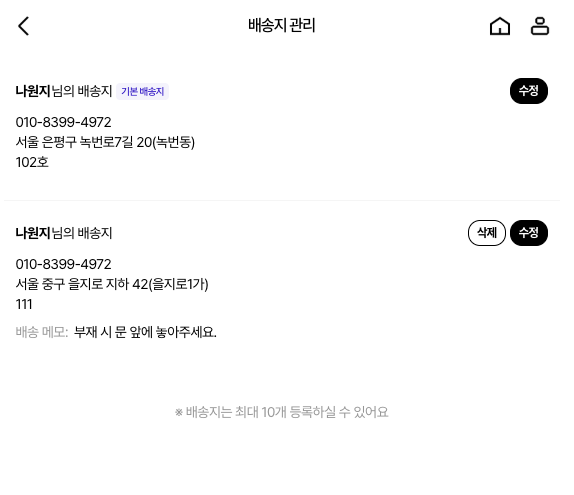 배송지 관리
나원지님의 배송지 기본 배송지 수정
010-8399-4972
서울 은평구 녹번로7길 20(녹번동)
102호
나원지님의 배송지 삭제 수정
010-8399-4972
서울 중구 을지로 지하 42(을지로1가)
111
배송 메모: 부재 시 문 앞에 놓아주세요.
※ 배송지는 최대 10개 등록하실 수 있어요